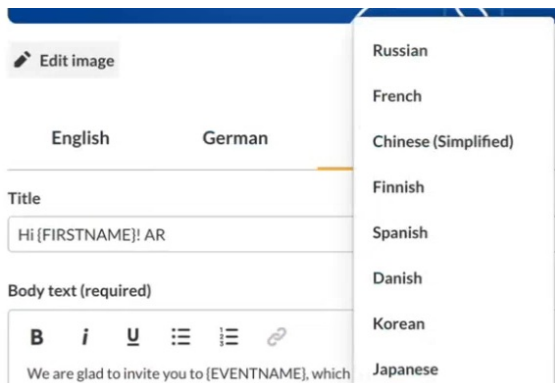 Edit image
English
German
Title
Hi {FIRSTNAME}! AR
Body text (required)
B i U
We are glad to invite you to {EVENTNAME}, which
Russian
French
Chinese (Simplified)
Finnish
Spanish
Danish
Korean
Japanese